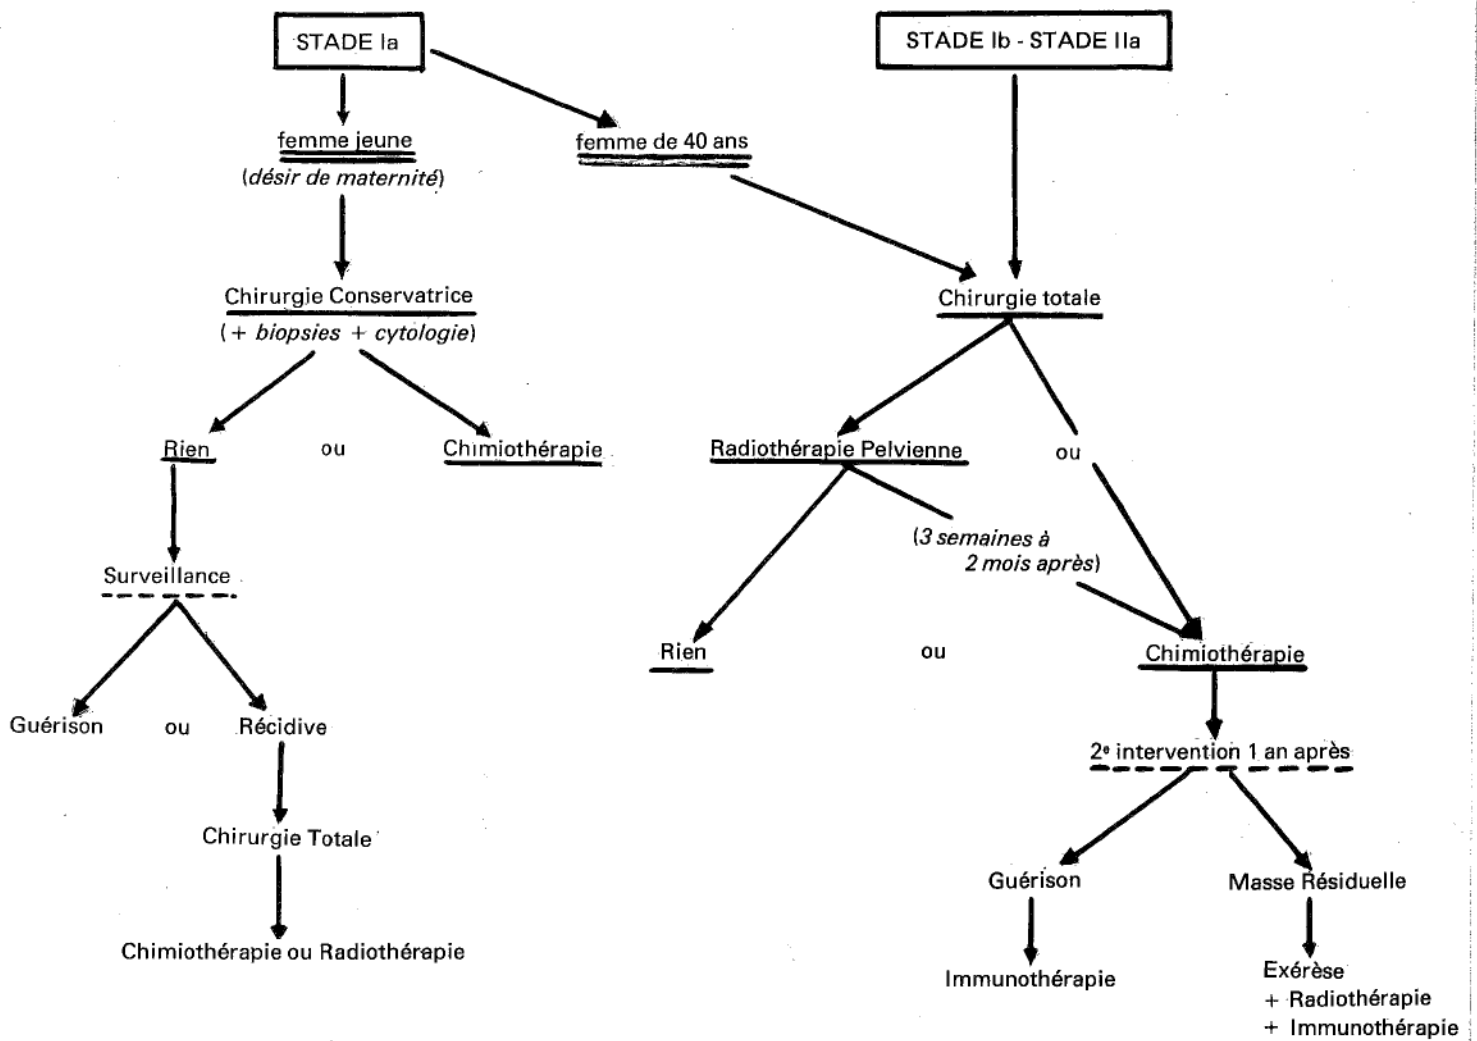 STADE Ia
STADE Ib - STADE IIa
femme jeune
(désir de maternité)
femme de 40 ans
Chirurgie Conservatrice
(+ biopsies + cytologie)
Chirurgie totale
Rien
ou
Chimiothérapie
Radiothérapie Pelvienne
ou
(3 semaines à
2 mois après)
Surveillance
Rien
ou
Chimiothérapie
Guérison
ou
Récidive
2e intervention 1 an après
Chirurgie Totale
Guérison
Masse Résiduelle
Chimiothérapie ou Radiothérapie
Immunothérapie
Exérèse
+ Radiothérapie
+ Immunothérapie